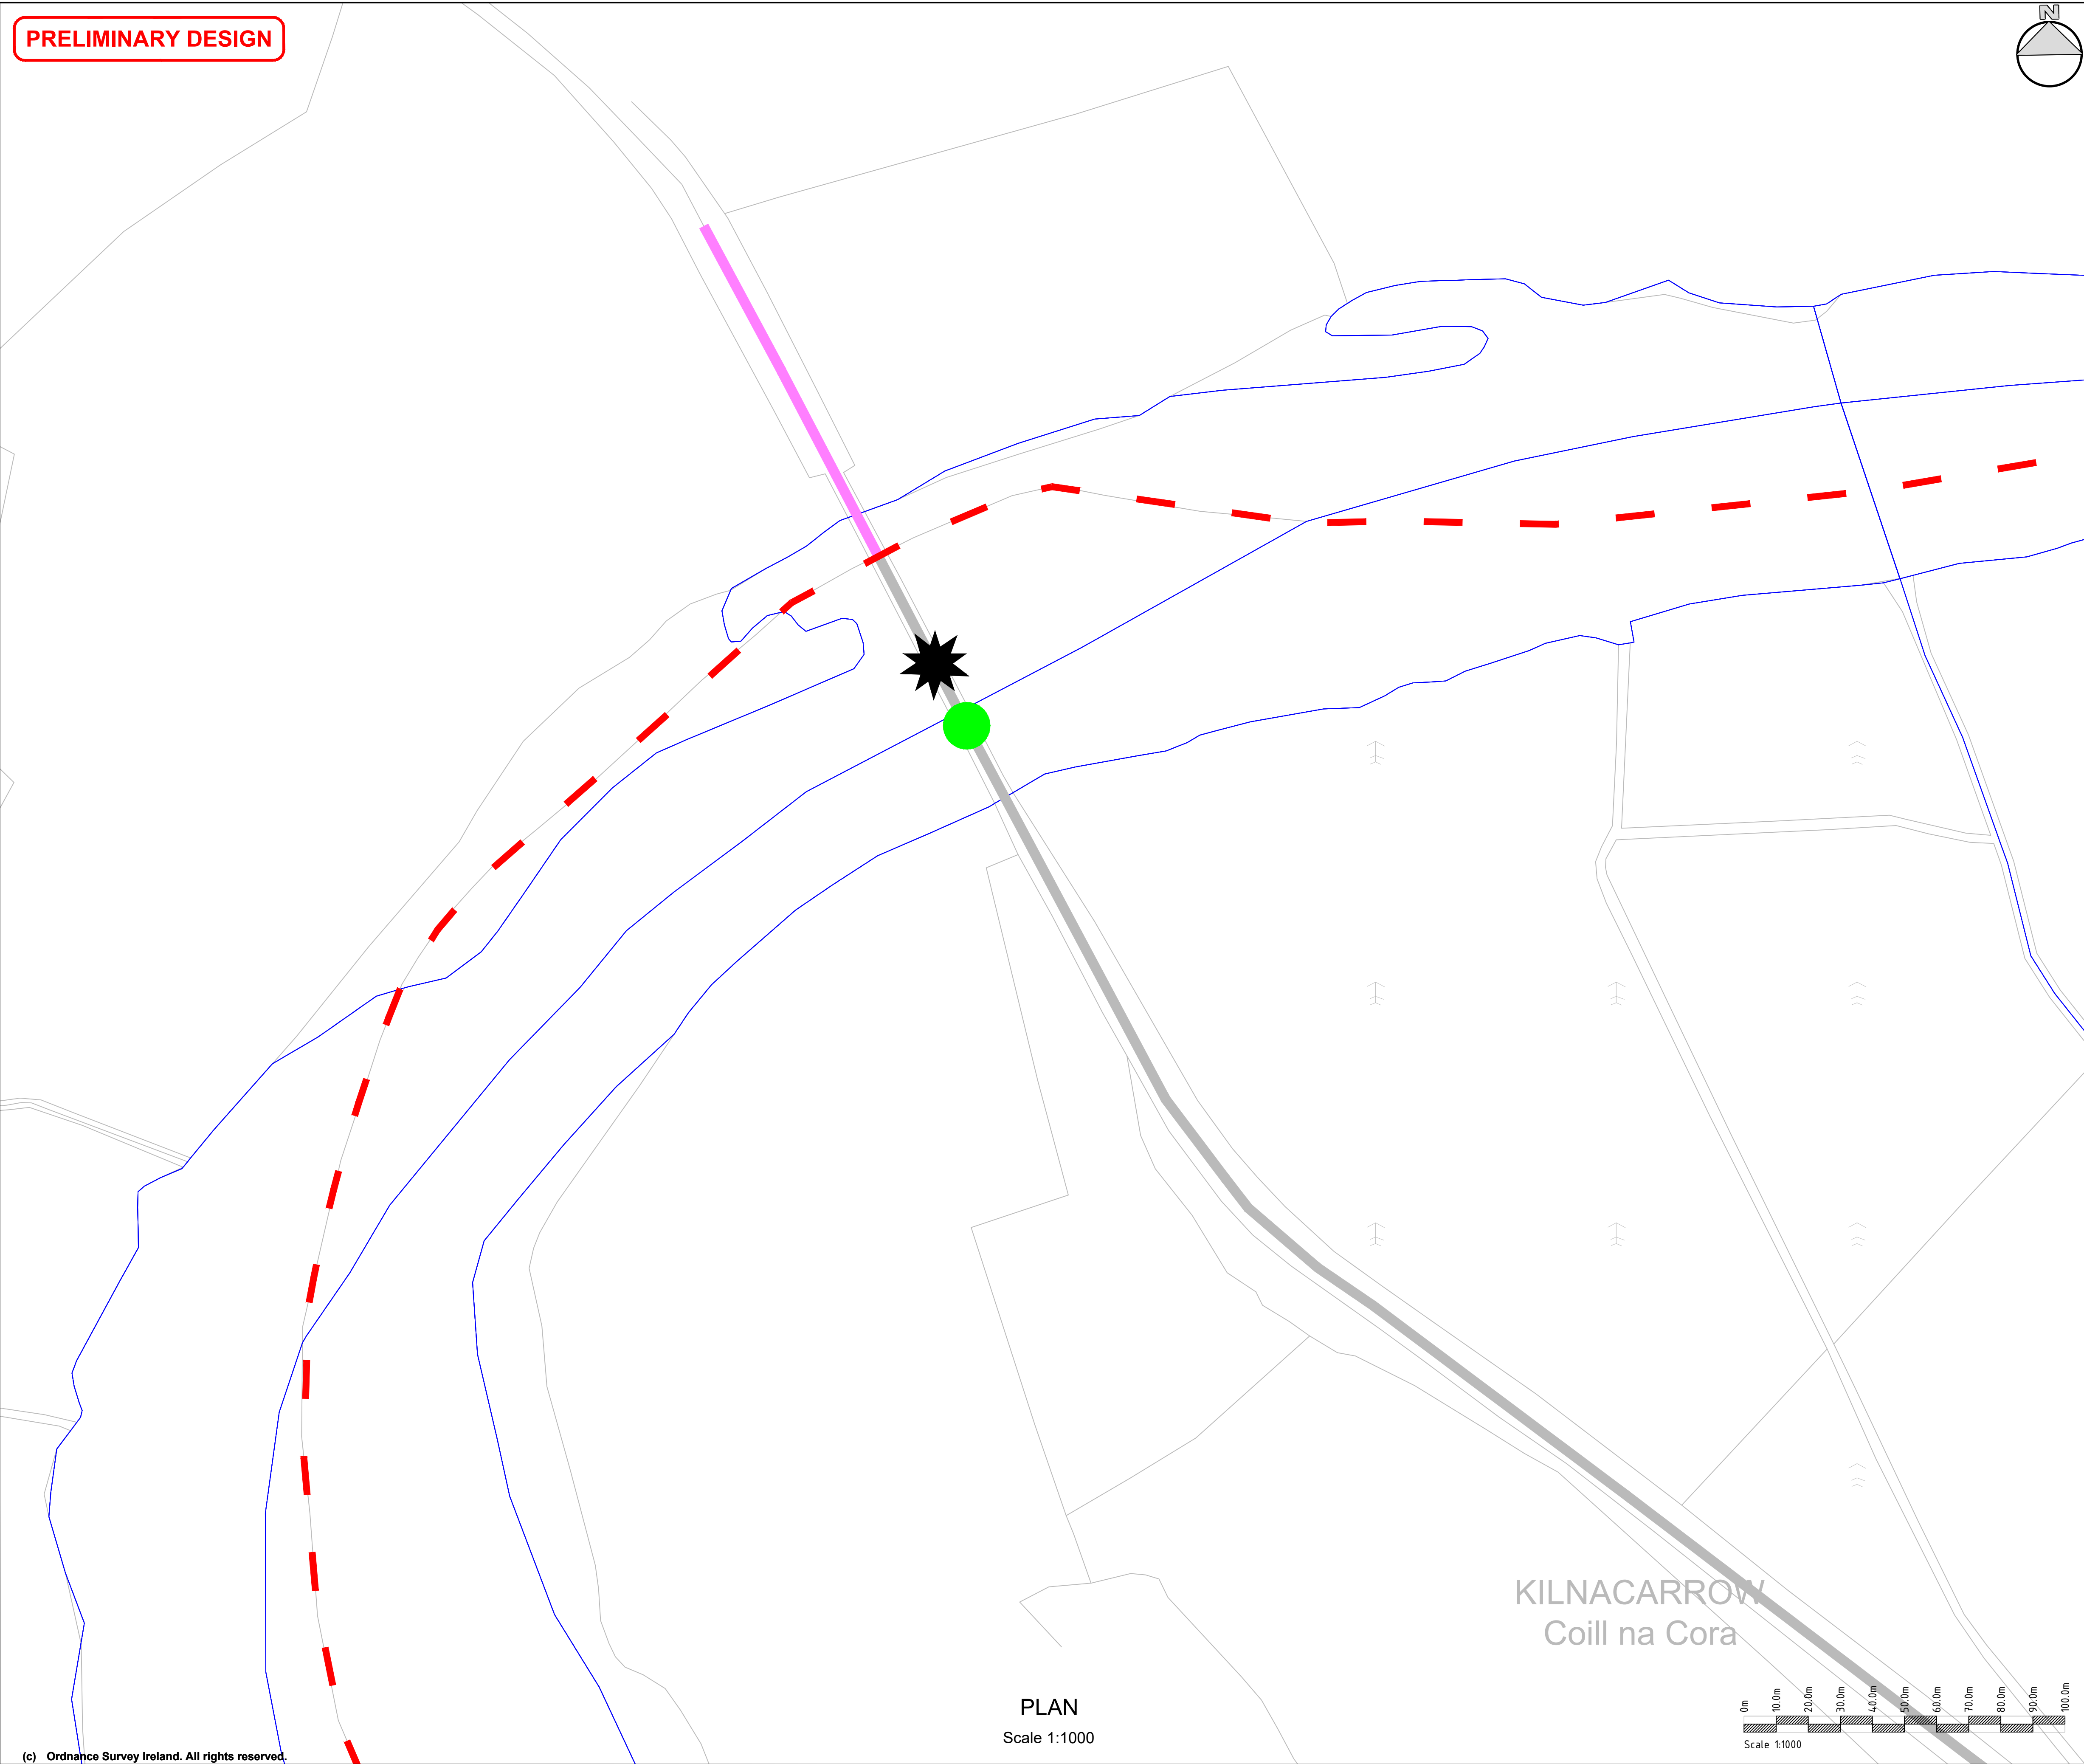 PRELIMINARY DESIGN
N
KILNACARROW
Coill na Cora
PLAN
Scale 1:1000
0m
10.0m
20.0m
30.0m
40.0m
50.0m
60.0m
70.0m
80.0m
90.0m
100.0m
Scale 1:1000
(c) Ordnance Survey Ireland. All rights reserved.